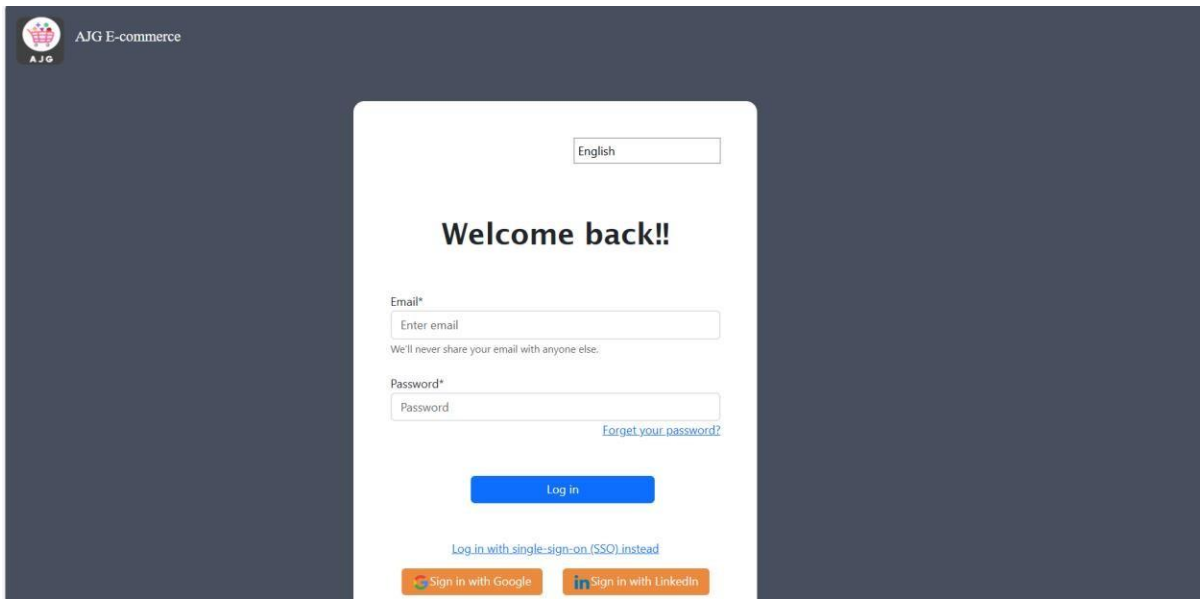 AJG
AJG E-commerce
English
Welcome back!!
Email*
Enter email
We'll never share your email with anyone else.
Password*
Password
Forget your password?
Log in
Log in with single-sign-on (SSO) instead
Sign in with Google
in Sign in with LinkedIn